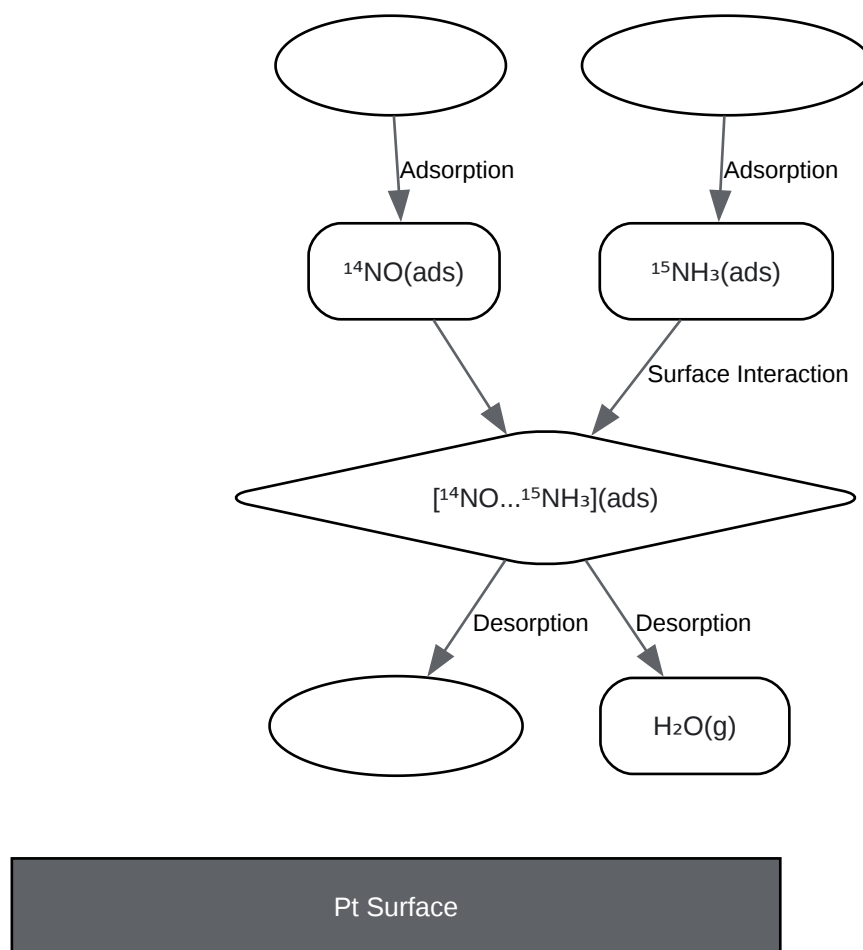 Adsorption
Adsorption
¹⁴NO(ads)
¹⁵NH₃(ads)
Surface Interaction
[¹⁴NO...¹⁵NH₃](ads)
Desorption
Desorption
H₂O(g)
Pt Surface